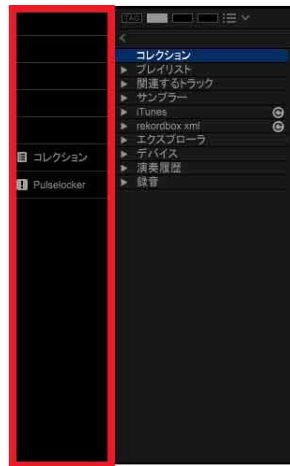 TAG
コレクション
プレイリスト
関連するトラック
サンプラー
iTunes
rekordbox xml
エクスプローラ
デバイス
演奏履歴
録音
コレクション
Pulselocker